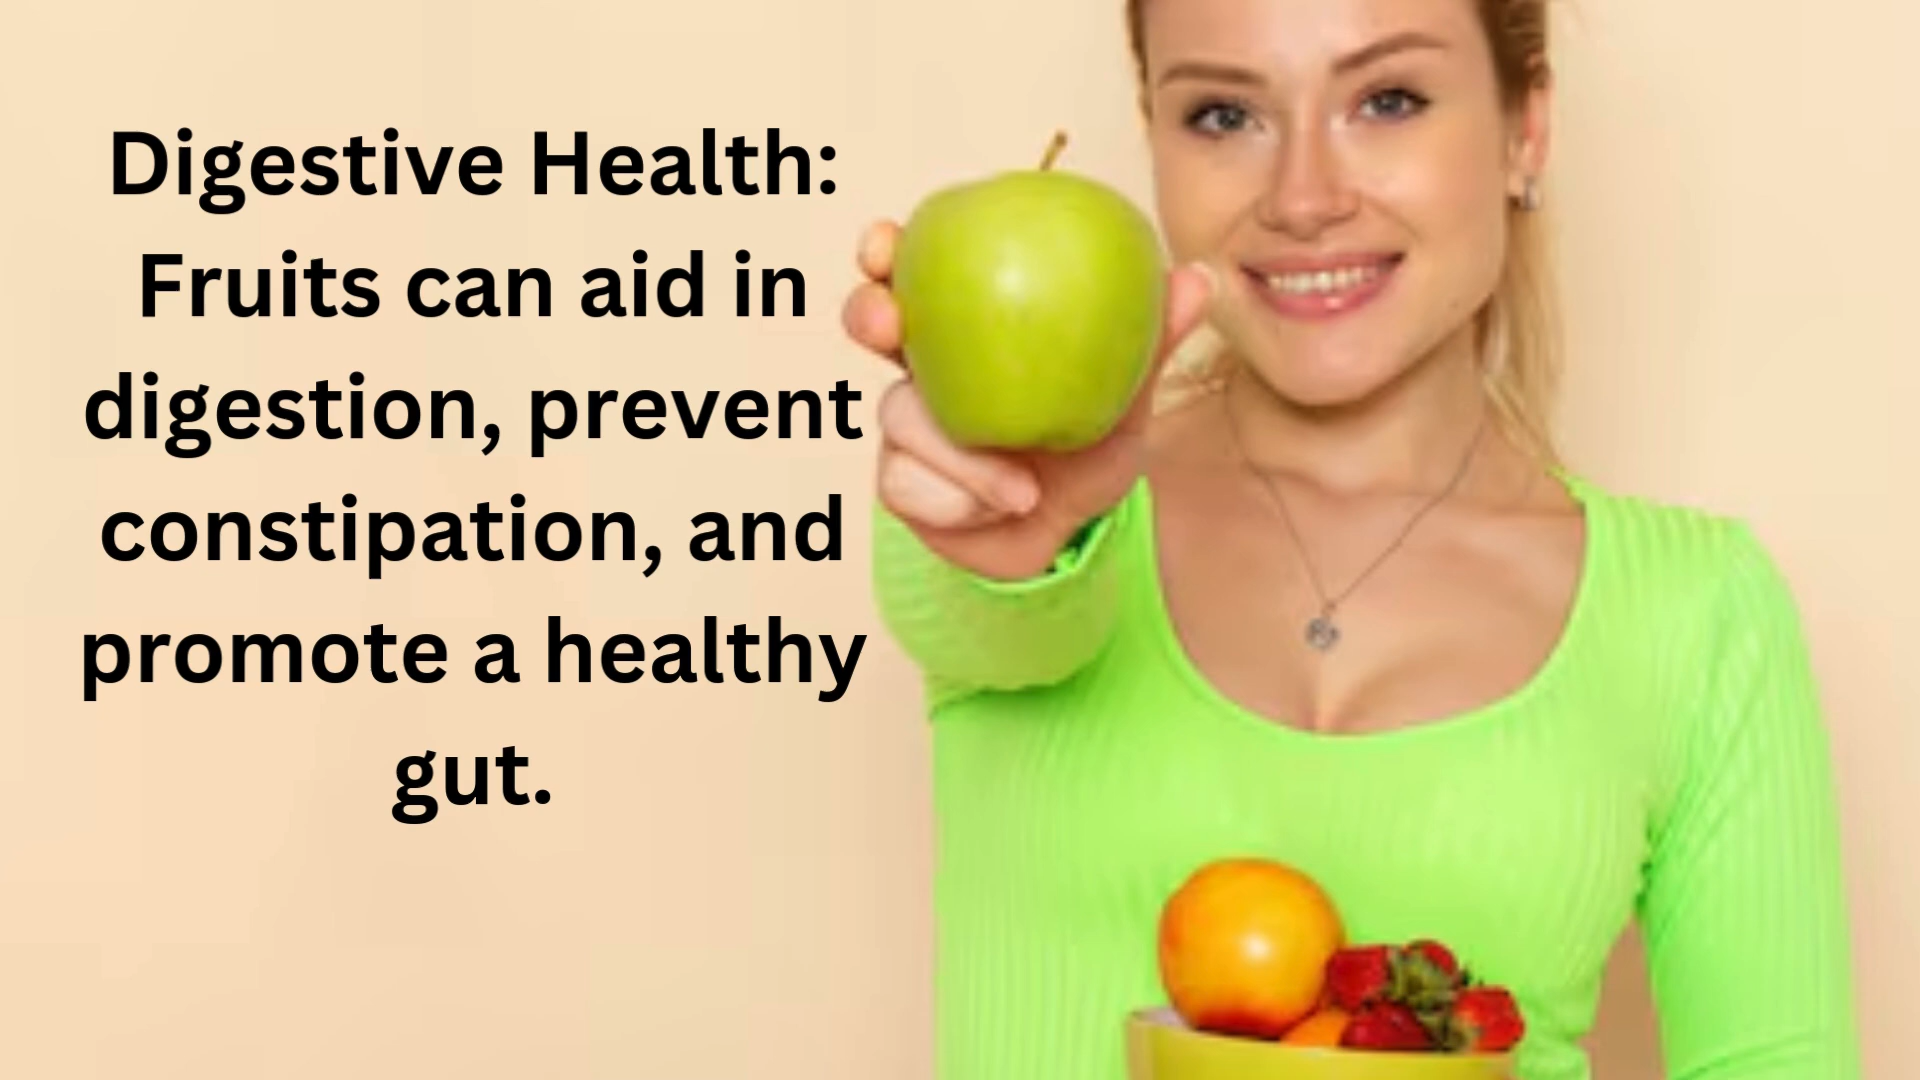 Digestive Health:
Fruits can aid in
digestion, prevent
constipation, and
promote a healthy
gut.